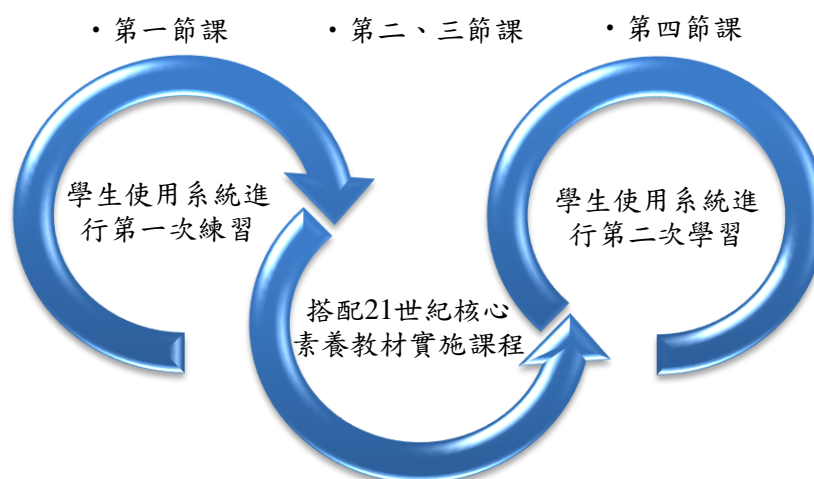 ・第一節課
・第二、三節課
・第四節課
學生使用系統進
行第一次練習
搭配21世紀核心
素養教材實施課程
學生使用系統進
行第二次學習